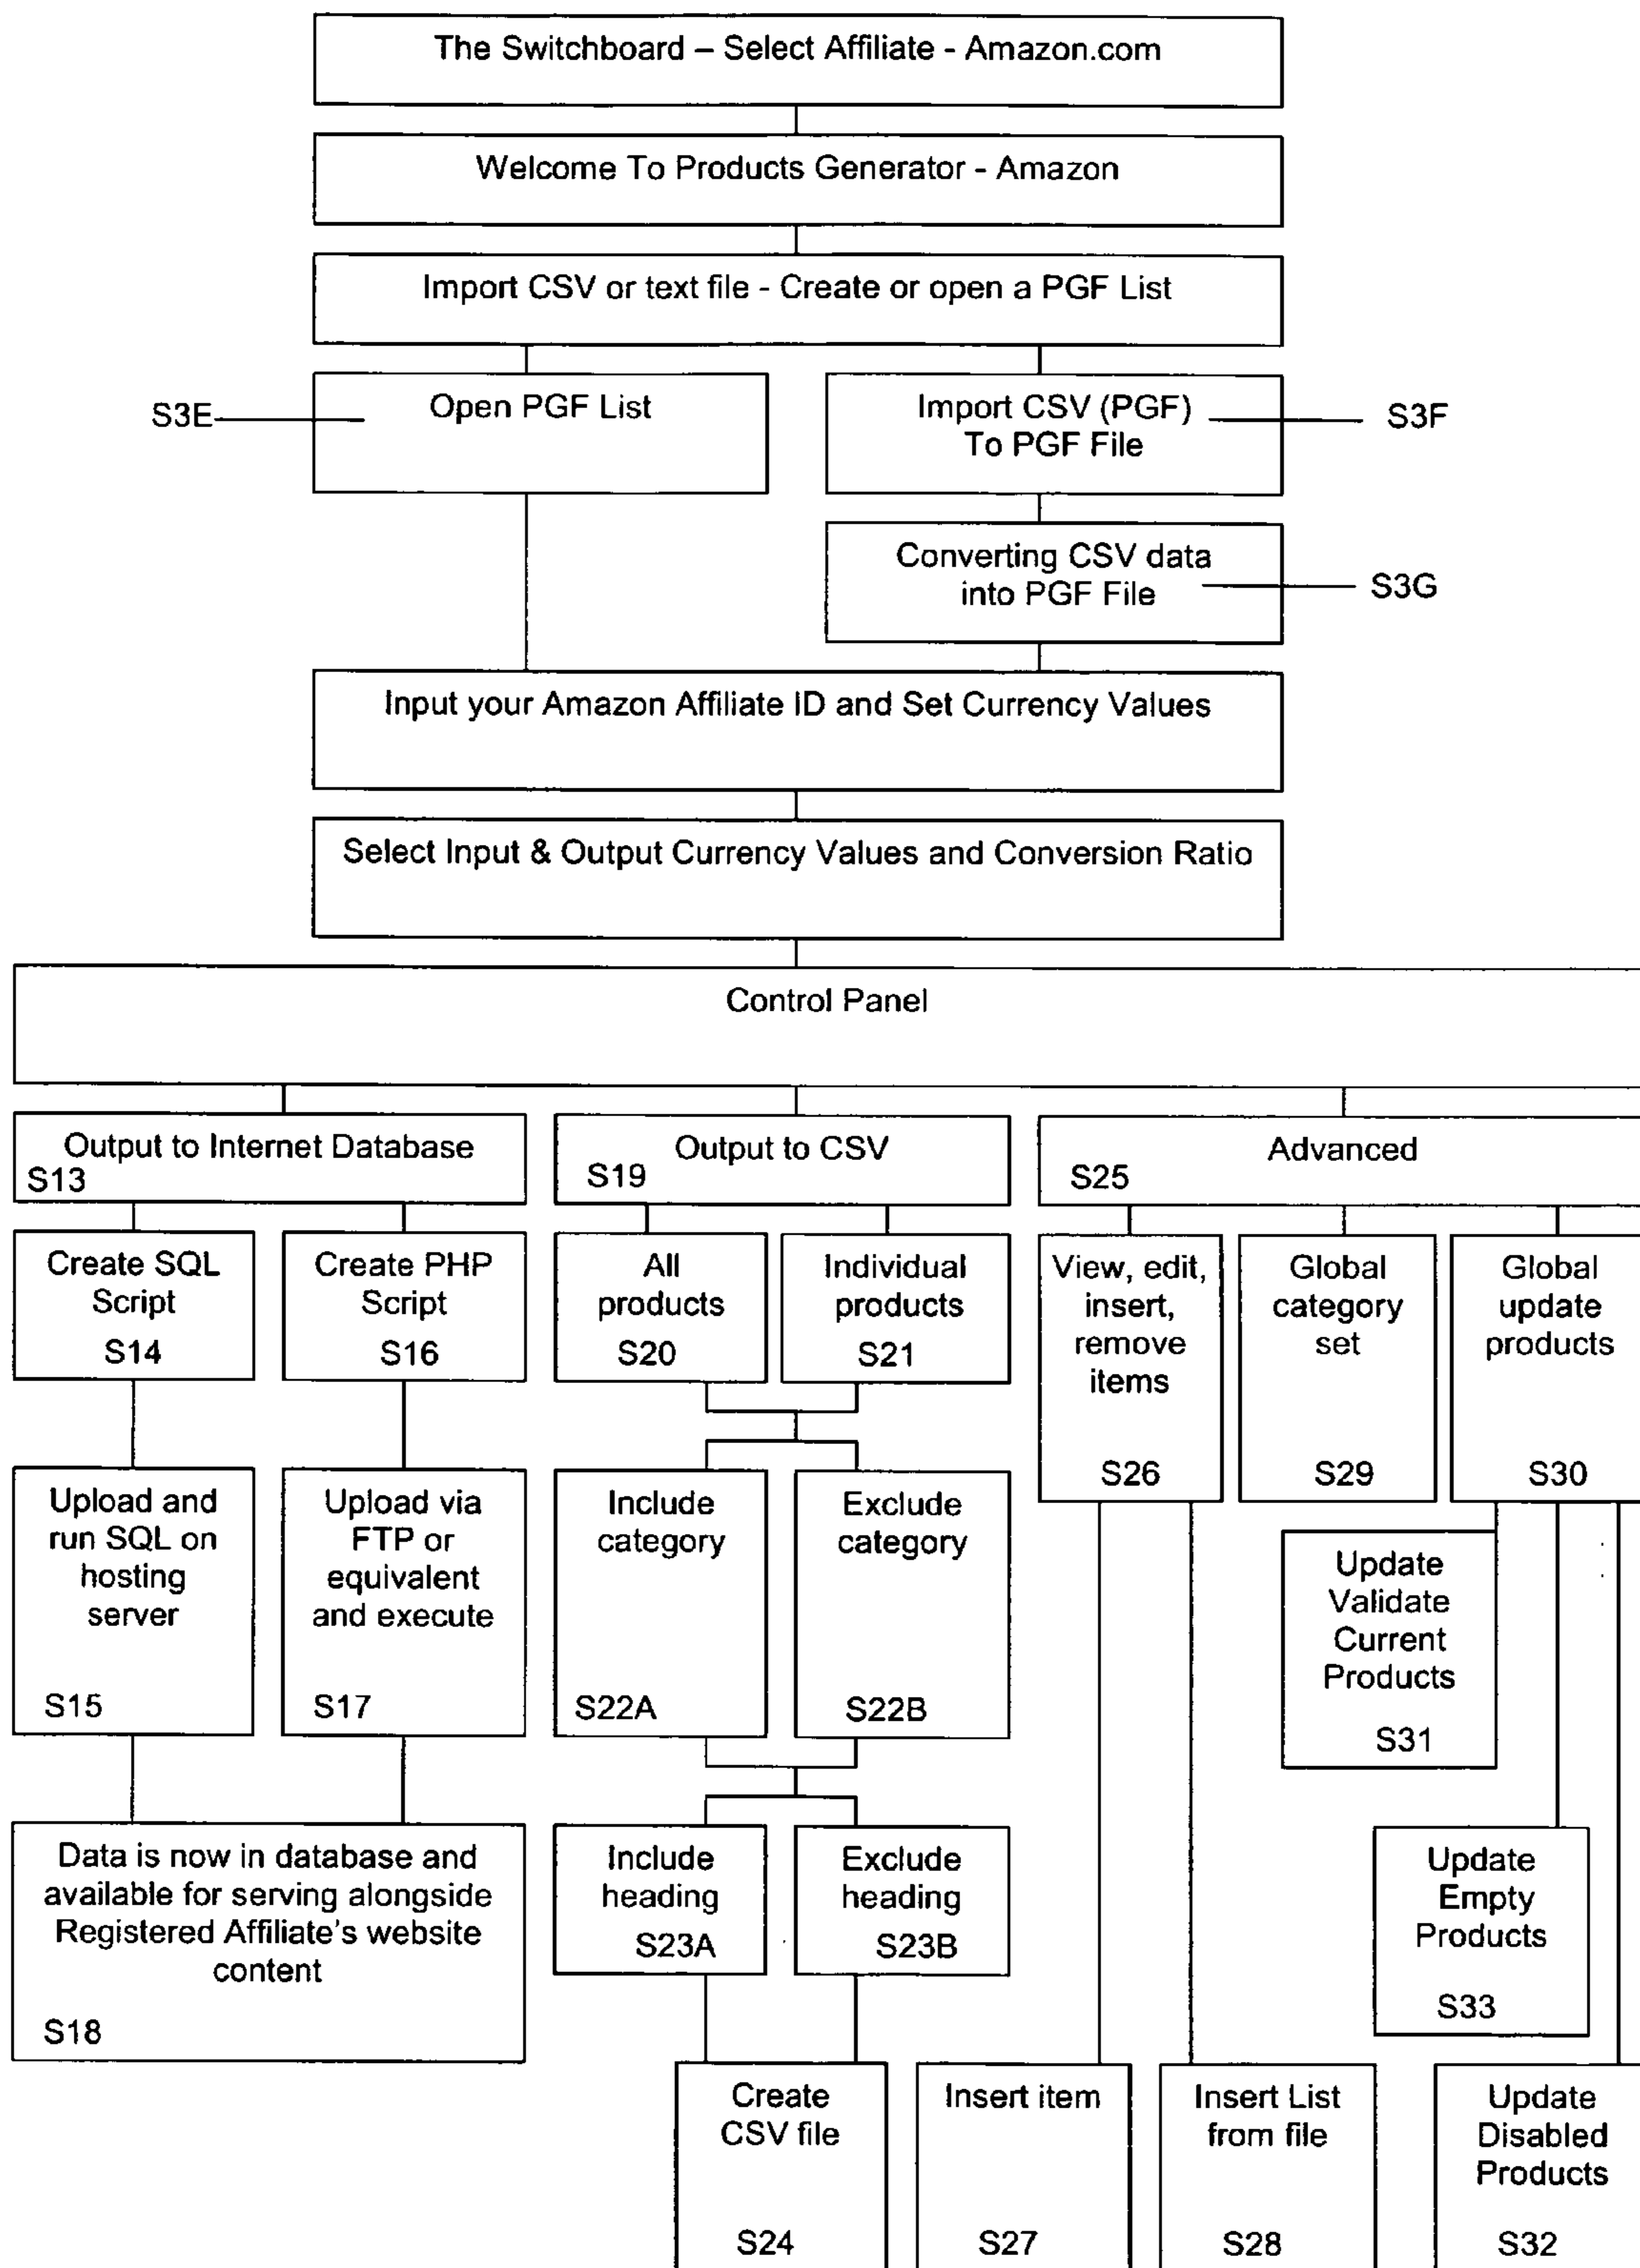 The Switchboard – Select Affiliate - Amazon.com
Welcome To Products Generator - Amazon
Import CSV or text file - Create or open a PGF List
S3E
Open PGF List
Import CSV (PGF)
To PGF File
S3F
Converting CSV data
into PGF File
S3G
Input your Amazon Affiliate ID and Set Currency Values
Select Input & Output Currency Values and Conversion Ratio
Control Panel
Output to Internet Database
S13
Output to CSV
S19
Advanced
S25
Create SQL
Script
S14
Create PHP
Script
S16
All
products
S20
Individual
products
S21
View, edit,
insert,
remove
items
S26
Global
category
set
S29
Global
update
products
S30
Upload and
run SQL on
hosting
server
S15
Upload via
FTP or
equivalent
and execute
S17
Include
category
S22A
Exclude
category
S22B
Update
Validate
Current
Products
S31
Data is now in database and
available for serving alongside
Registered Affiliate's website
content
S18
Include
heading
S23A
Exclude
heading
S23B
Update
Empty
Products
S33
Create
CSV file
S24
Insert item
S27
Insert List
from file
S28
Update
Disabled
Products
S32